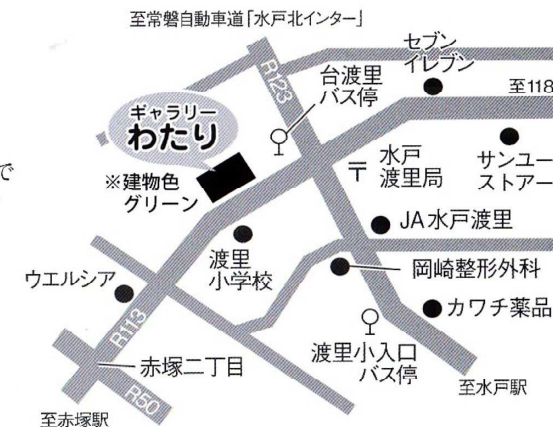 至常磐自動車道「水戸北インター」
セブン
イレブン
R123
台渡里
バス停
至118
ギャラリー
わたり
で
※建物色
グリーン
〒
水戸
渡里局
サンユー
ストアー
JA水戸渡里
渡里
小学校
岡崎整形外科
ウエルシア
カワチ薬品
R113
渡里小入口
バス停
赤塚二丁目
至水戸駅
R50
至赤塚駅